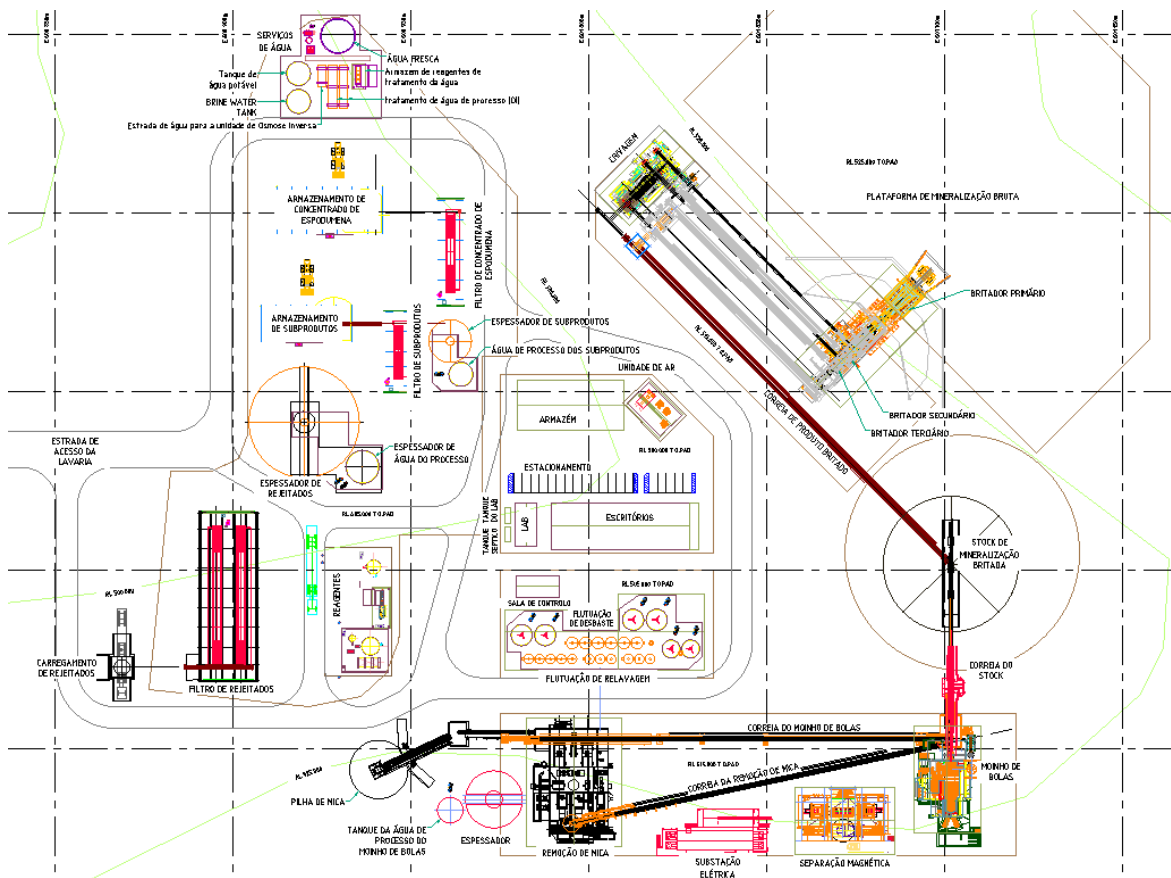 SERVIÇOS
DE ÁGUA
ÁGUA FRESCA
Armazem de reagentes de
tratamento da água
Tanque de
água potável
BRINE WATER
TANK
tratamento de água de processo (DI)
Estrada de água para a unidade de Osmose Inversa
ARMAZENAMENTO DE
CONCENTRADO DE
ESPODUMENA
FILTRO DE CONCENTRADO DE
ESPODUMENA
ARMAZENAMENTO
DE SUBPRODUTOS
FILTRO DE SUBPRODUTOS
ESPESSADOR DE SUBPRODUTOS
ÁGUA DE PROCESSO DOS SUBPRODUTOS
CRIVAGEM
PLATAFORMA DE MINERALIZAÇÃO BRUTA
BRITADOR PRIMÁRIO
BRITADOR SECUNDÁRIO
BRITADOR TERCIÁRIO
CORREIA DE PRODUTO BRITADO
UNIDADE DE AR
ARMAZÉM
ESTACIONAMENTO
TANQUE TANQUE
SEPTICO DO LAB
LAB
ESCRITÓRIOS
ESTRADA DE
ACESSO DA
LAVARIA
ESPESSADOR DE
ÁGUA DO PROCESSO
ESPESSADOR DE
REJEITADOS
STOCK DE
MINERALIZAÇÃO
BRITADA
REAGENTES
SALA DE CONTROLO
FLUTUAÇÃO
DE DESBASTE
FLUTUAÇÃO DE RELAVAGEM
CARREGAMENTO
DE REJEITADOS
FILTRO DE REJEITADOS
CORREIA DO
STOCK
CORREIA DO MOINHO DE BOLAS
CORREIA DA REMOÇÃO DE MICA
MOINHO
DE BOLAS
PILHA DE MICA
TANQUE DA ÁGUA DE
PROCESSO DO
MOINHO DE BOLAS
ESPESSADOR
REMOÇÃO DE MICA
SUBSTAÇÃO
ELÉTRICA
SEPARAÇÃO MAGNÉTICA